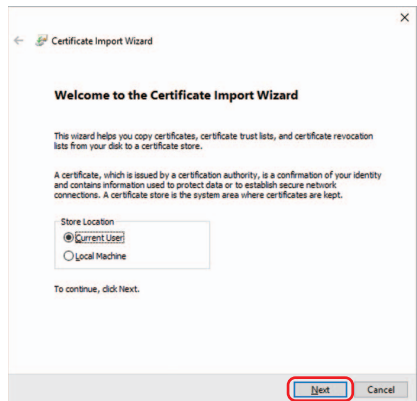 Certificate Import Wizard
Welcome to the Certificate Import Wizard
This wizard helps you copy certificates, certificate trust lists, and certificate revocation
lists from your disk to a certificate store.
A certificate, which is issued by a certification authority, is a confirmation of your identity
and contains information used to protect data or to establish secure network
connections. A certificate store is the system area where certificates are kept.
Store Location
Current User
Local Machine
To continue, click Next.
Next
Cancel